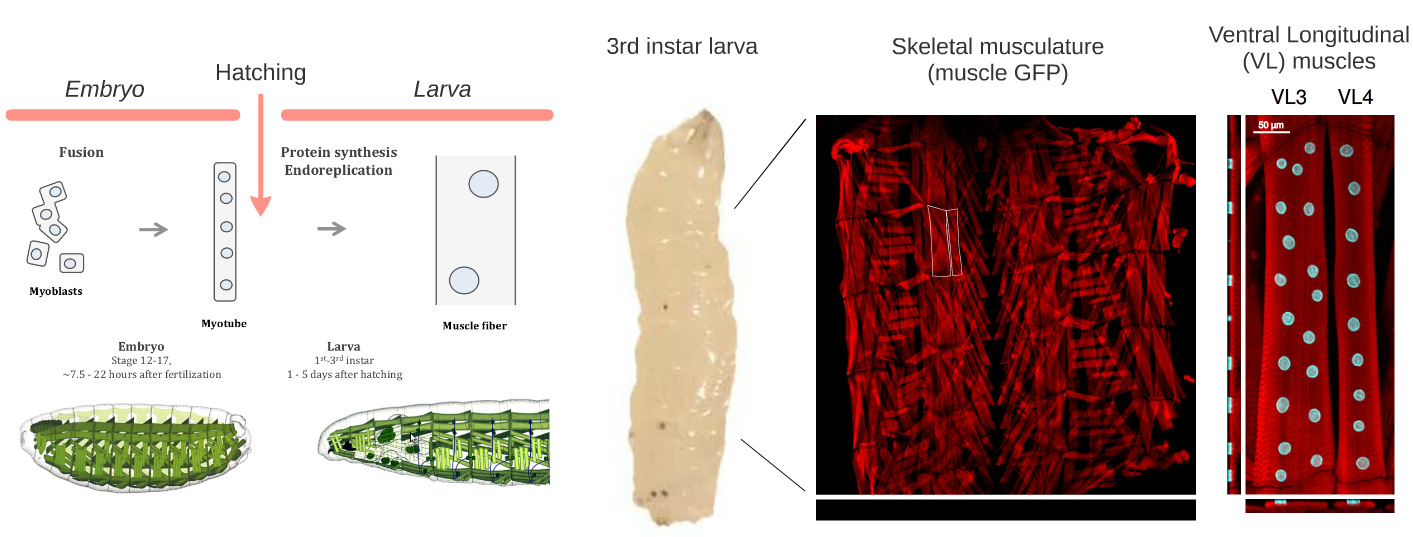 Embryo
Hatching
Larva
Fusion
Protein synthesis
Endoreplication
Myoblasts
Myotube
Muscle fiber
Embryo
Stage 12-17,
~7.5 - 22 hours after fertilization
Larva
1st-3rd instar
1 - 5 days after hatching
3rd instar larva
Skeletal musculature
(muscle GFP)
Ventral Longitudinal
(VL) muscles
VL3 VL4
50 µm